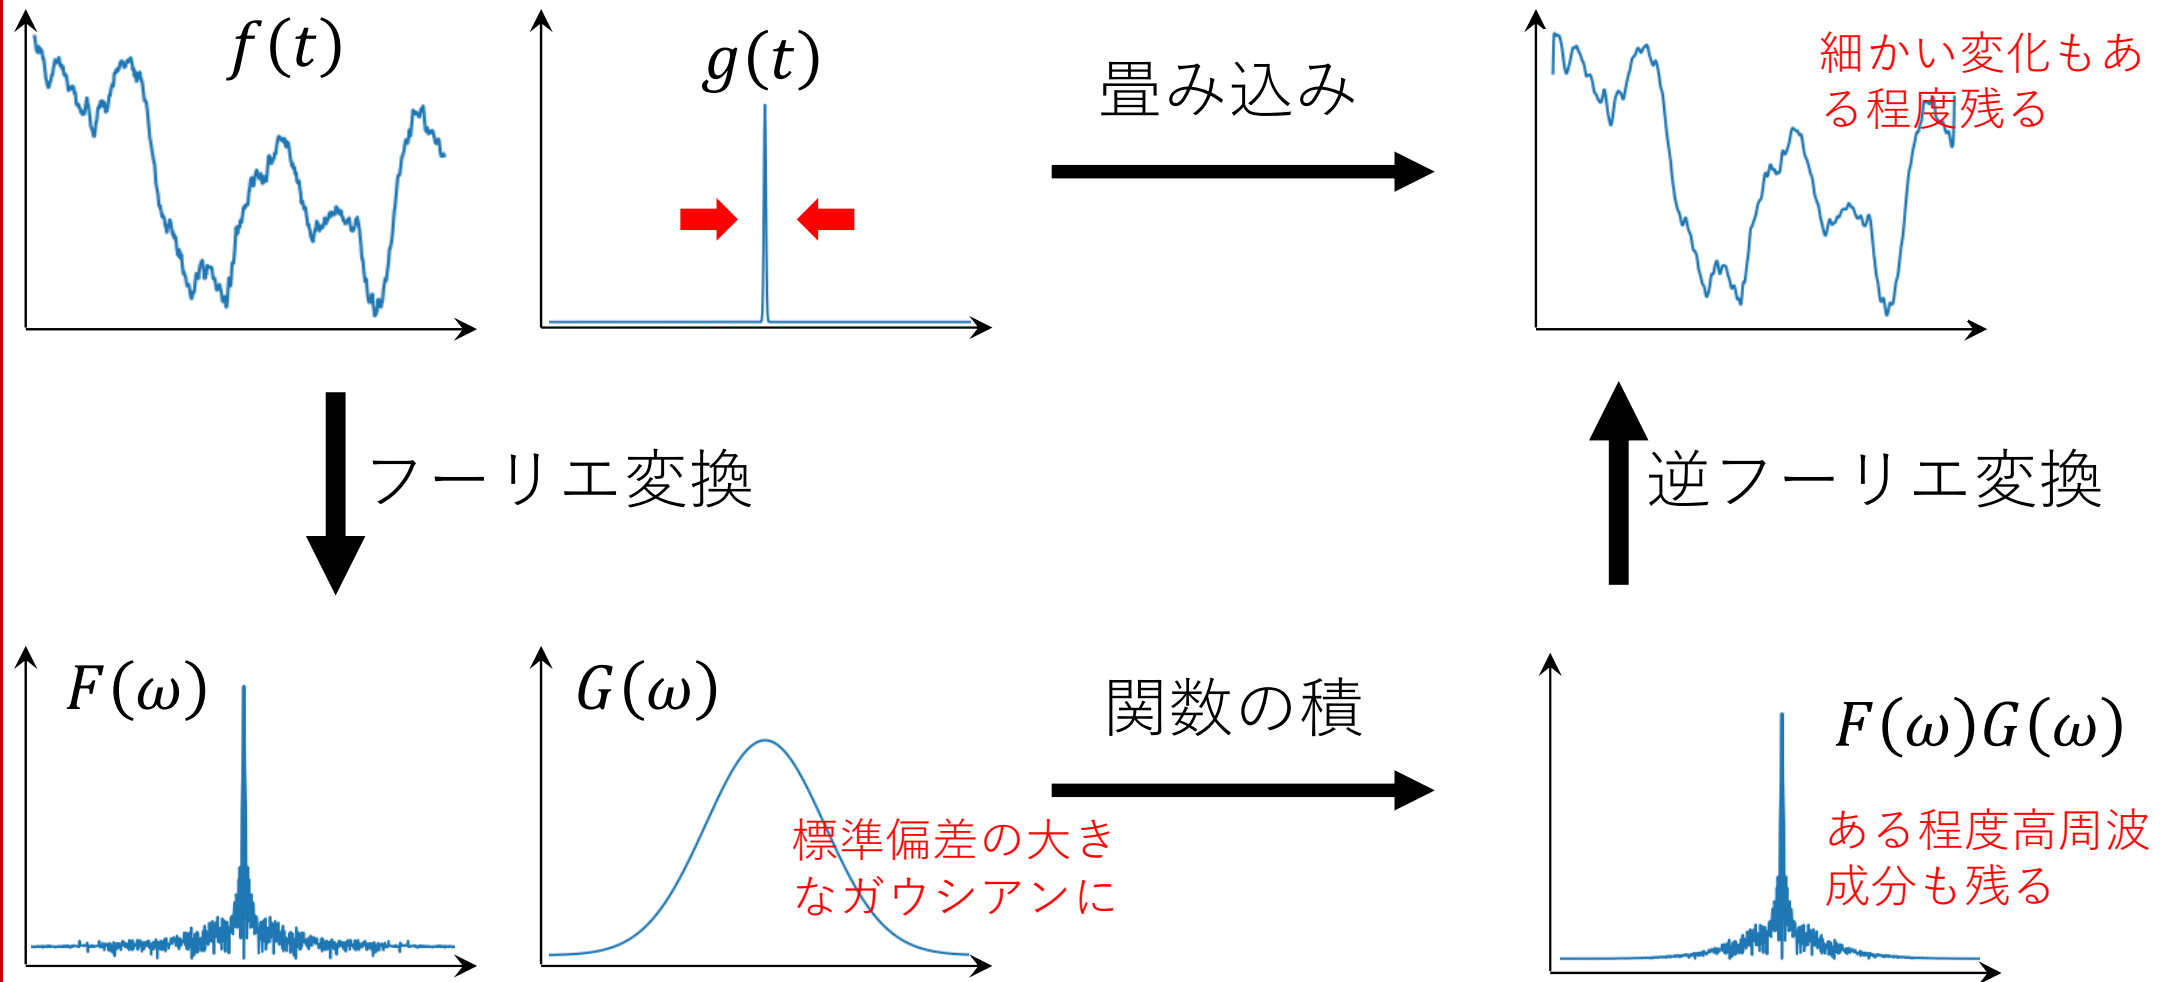 f(t)
g(t)
畳み込み
細かい変化もあ
る程度残る
フーリエ変換
逆フーリエ変換
F(ω)
G(ω)
関数の積
F(ω)G(ω)
標準偏差の大き
なガウシアンに
ある程度高周波
成分も残る